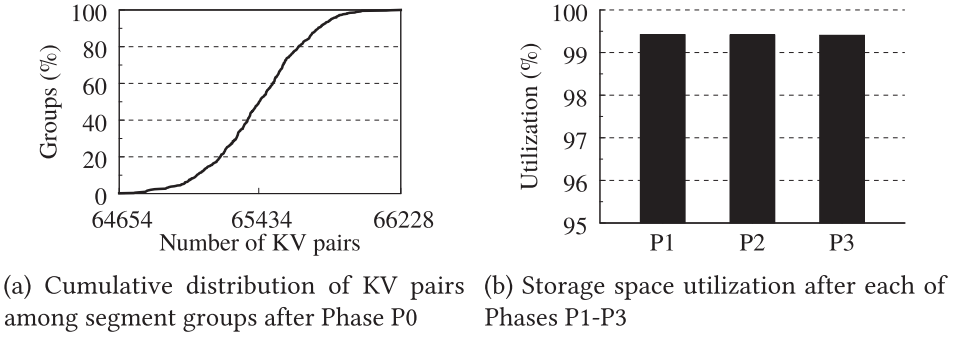 100
80
60
40
20
0
Groups (%)
64654
65434
66228
Number of KV pairs
(a) Cumulative distribution of KV pairs
among segment groups after Phase P0
100
99
98
97
96
95
Utilization (%)
P1
P2
P3
(b) Storage space utilization after each of
Phases P1-P3